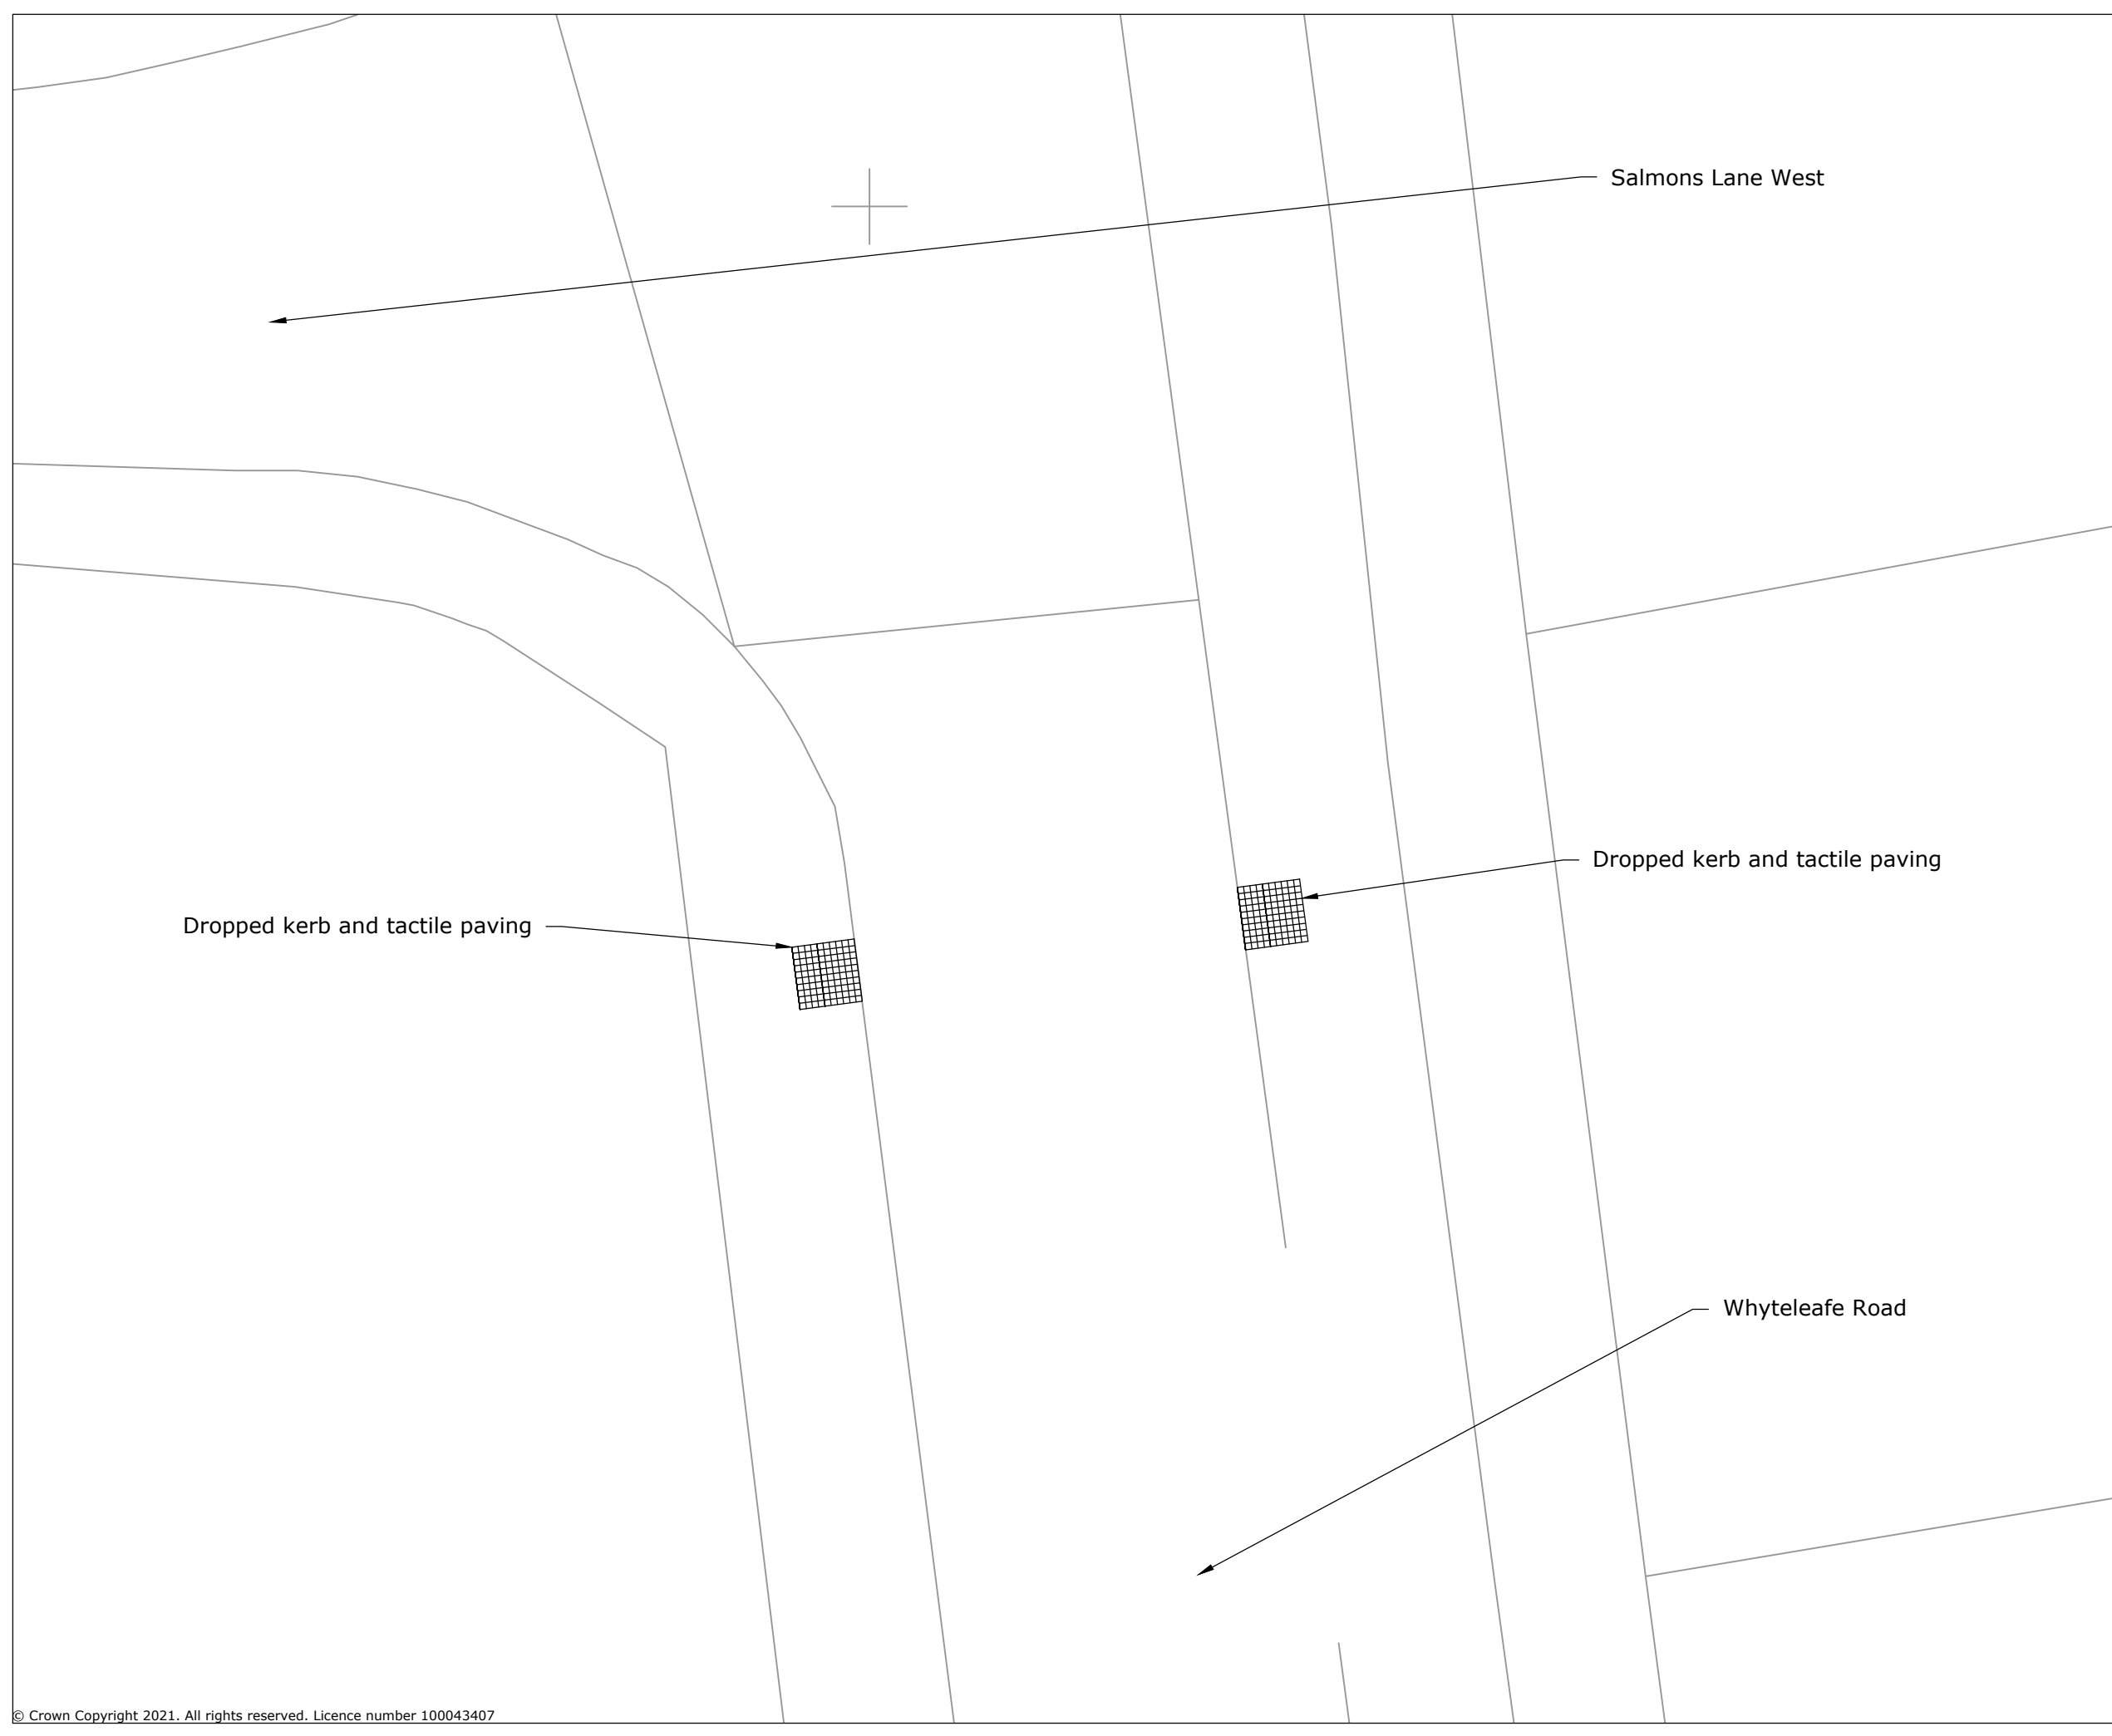 Salmons Lane West
Dropped kerb and tactile paving
Dropped kerb and tactile paving
Whyteleafe Road
© Crown Copyright 2021. All rights reserved. Licence number 100043407